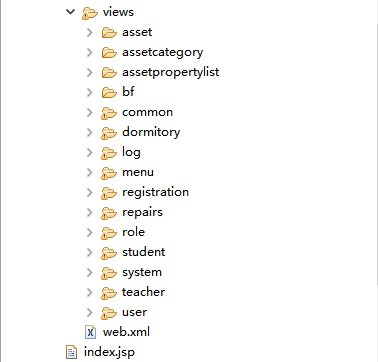 views
asset
assetcategory
assetpropertylist
bf
common
dormitory
log
menu
registration
repairs
role
student
system
teacher
user
web.xml
index.jsp